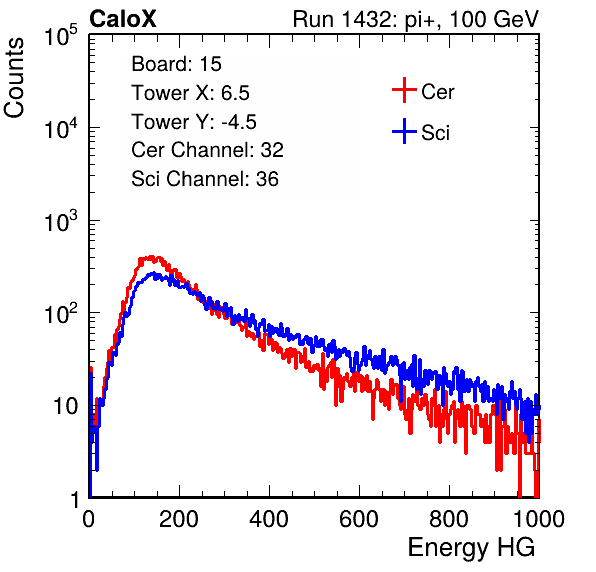 CaloX Run 1432: pi+, 100 GeV
Counts
Board: 15
Tower X: 6.5
Tower Y: -4.5
Cer Channel: 32
Sci Channel: 36
Cer
Sci
10^5
10^4
10^3
10^2
10
1
0 200 400 600 800 1000
Energy HG